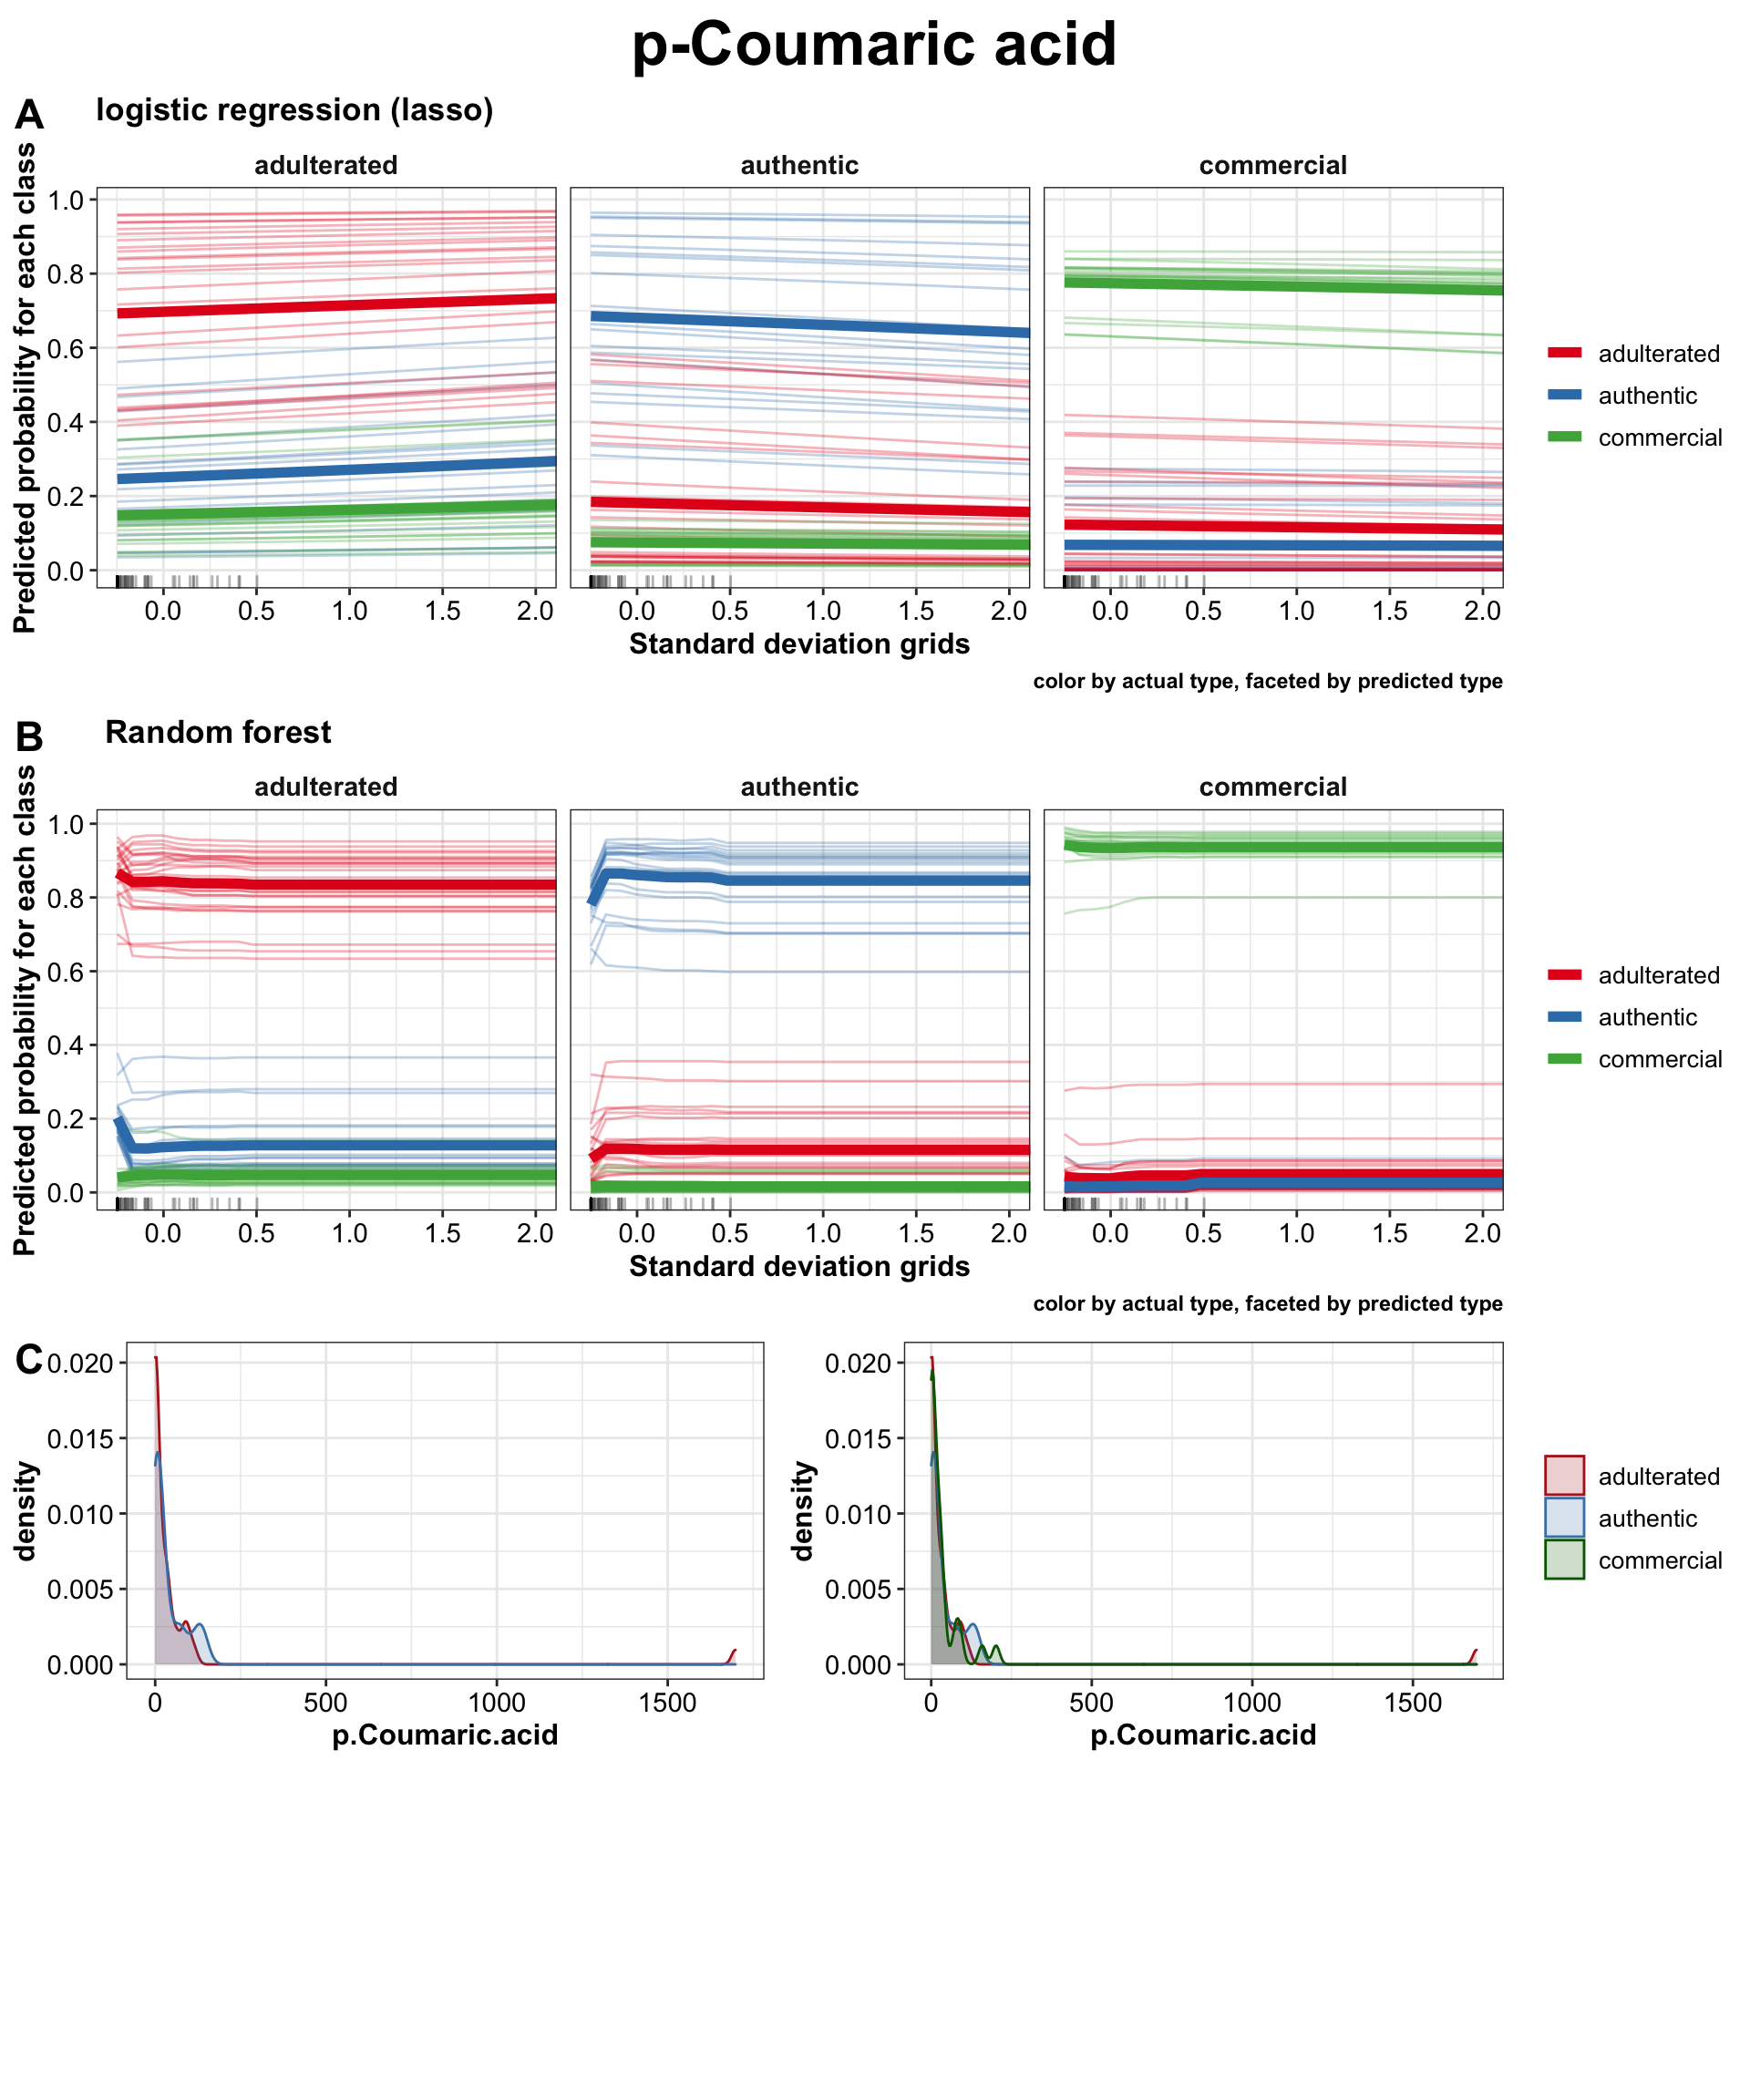 p-Coumaric acid
A
logistic regression (lasso)
adulterated
authentic
commercial
Predicted probability for each class
1.0
0.8
0.6
0.4
0.2
0.0
0.0 0.5 1.0 1.5 2.0
0.0 0.5 1.0 1.5 2.0
0.0 0.5 1.0 1.5 2.0
Standard deviation grids
color by actual type, faceted by predicted type
adulterated
authentic
commercial
B
Random forest
adulterated
authentic
commercial
Predicted probability for each class
1.0
0.8
0.6
0.4
0.2
0.0
0.0 0.5 1.0 1.5 2.0
0.0 0.5 1.0 1.5 2.0
0.0 0.5 1.0 1.5 2.0
Standard deviation grids
color by actual type, faceted by predicted type
adulterated
authentic
commercial
C
density
0.020
0.015
0.010
0.005
0.000
0 500 1000 1500
p.Coumaric.acid
density
0.020
0.015
0.010
0.005
0.000
0 500 1000 1500
p.Coumaric.acid
adulterated
authentic
commercial